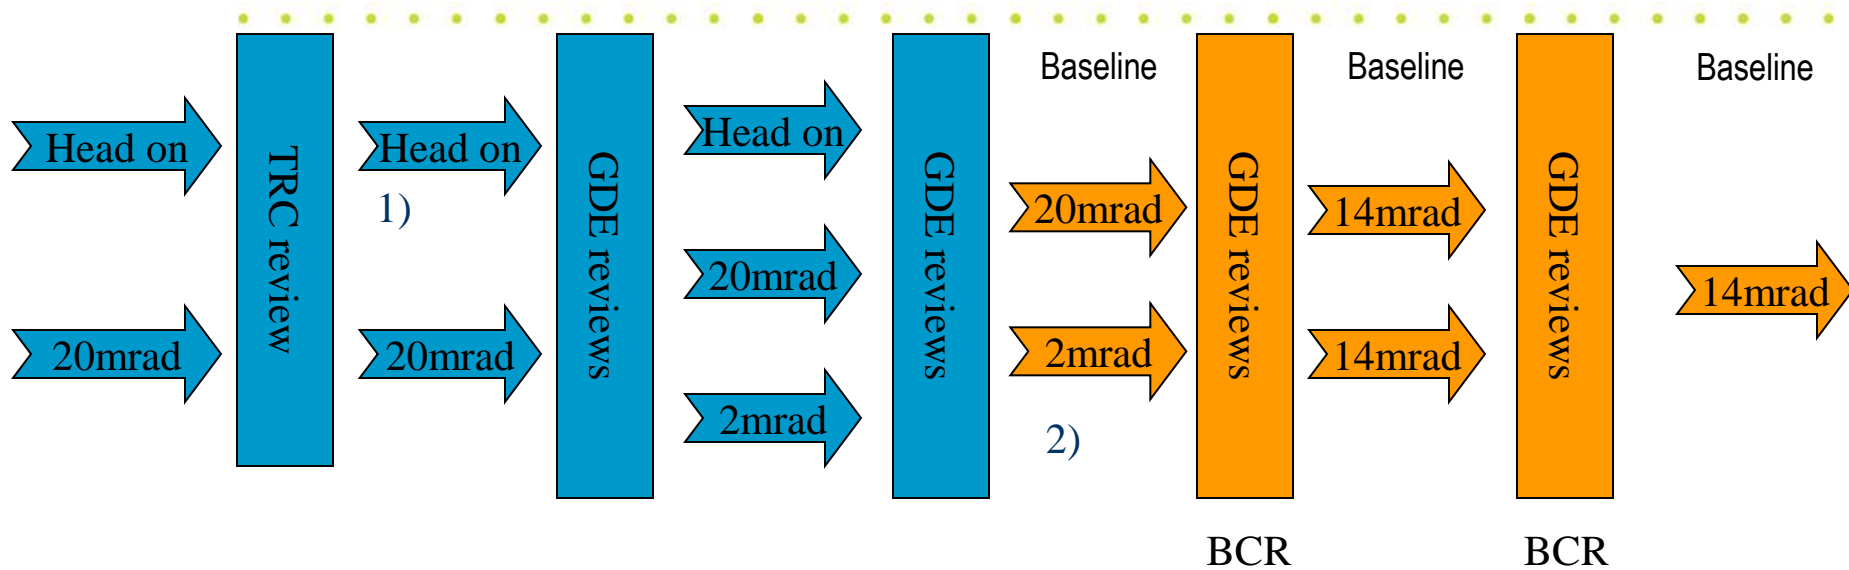 Head on
20mrad
TRC review
Head on
1)
20mrad
GDE reviews
Head on
20mrad
2mrad
GDE reviews
Baseline
20mrad
2mrad
2)
GDE reviews
BCR
Baseline
14mrad
14mrad
GDE reviews
BCR
Baseline
14mrad